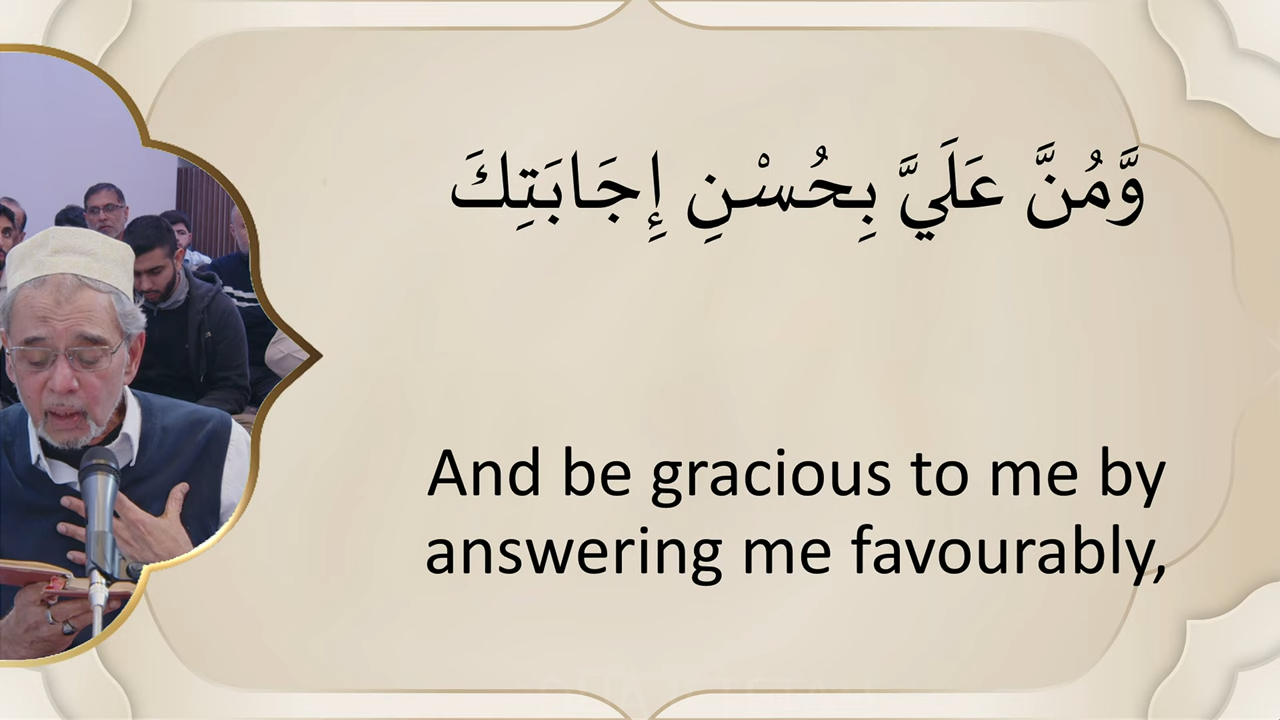 وَّمُنَّ عَلَيَّ بِحُسْنِ إِجَابَتِكَ
And be gracious to me by
answering me favourably,